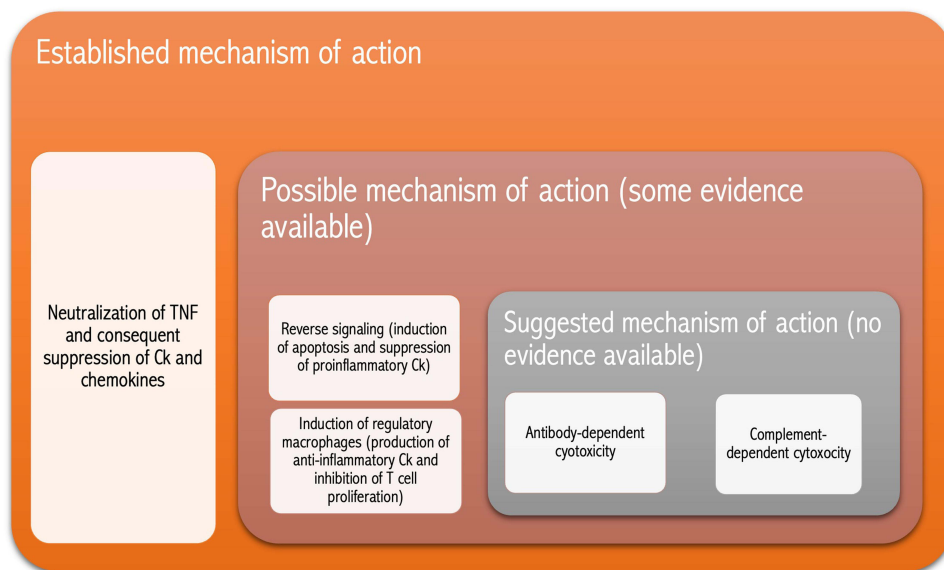 Established mechanism of action
Neutralization of TNF
and consequent
suppression of Ck and
chemokines
Possible mechanism of action (some evidence
available)
Reverse signaling (induction
of apoptosis and suppression
of proinflammatory Ck)
Induction of regulatory
macrophages (production of
anti-inflammatory Ck and
inhibition of T cell
proliferation)
Suggested mechanism of action (no
evidence available)
Antibody-dependent
cyotoxicity
Complement-
dependent cytoxocity